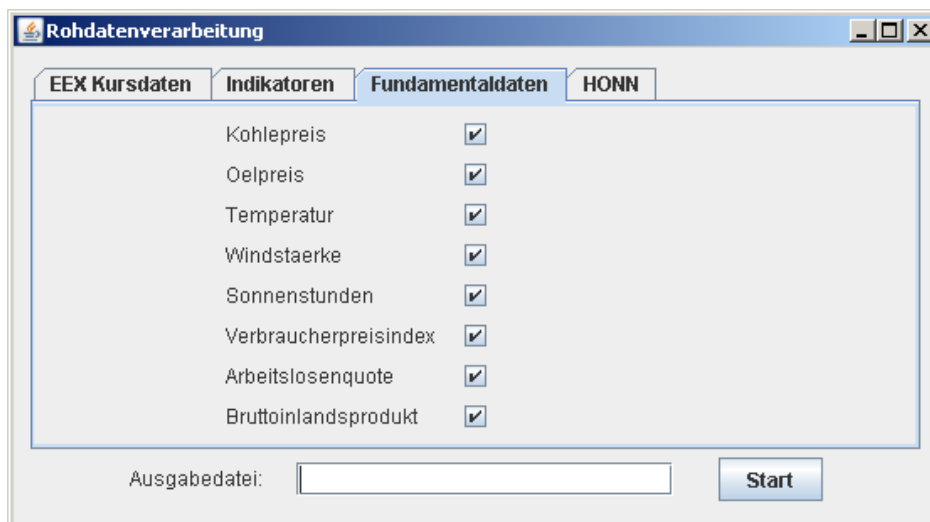 Rohdatenverarbeitung
EEX Kursdaten Indikatoren Fundamentaldaten HONN
Kohlepreis
Oelpreis
Temperatur
Windstaerke
Sonnenstunden
Verbraucherpreisindex
Arbeitslosenquote
Bruttoinlandsprodukt
Ausgabedatei: Start